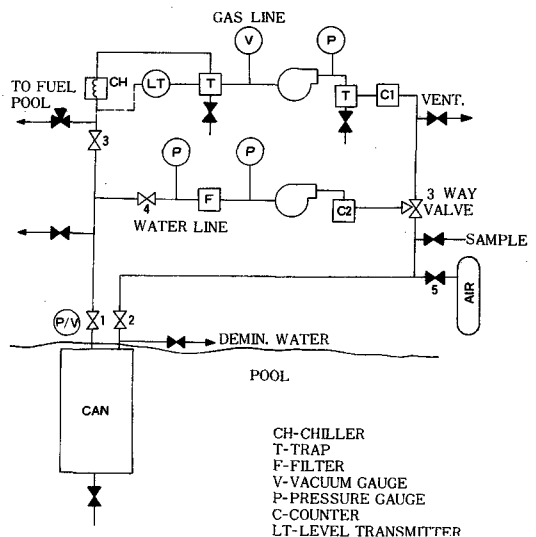 GAS LINE
V
P
TO FUEL
POOL
CH
LT
T
T
C1
VENT.
3
P
P
4
F
C2
3 WAY
VALVE
WATER LINE
SAMPLE
5
AIR
P/V
1
2
DEMIN. WATER
POOL
CAN
CH-CHILLER
T-TRAP
F-FILTER
V-VACUUM GAUGE
P-PRESSURE GAUGE
C-COUNTER
LT-LEVEL TRANSMITTER